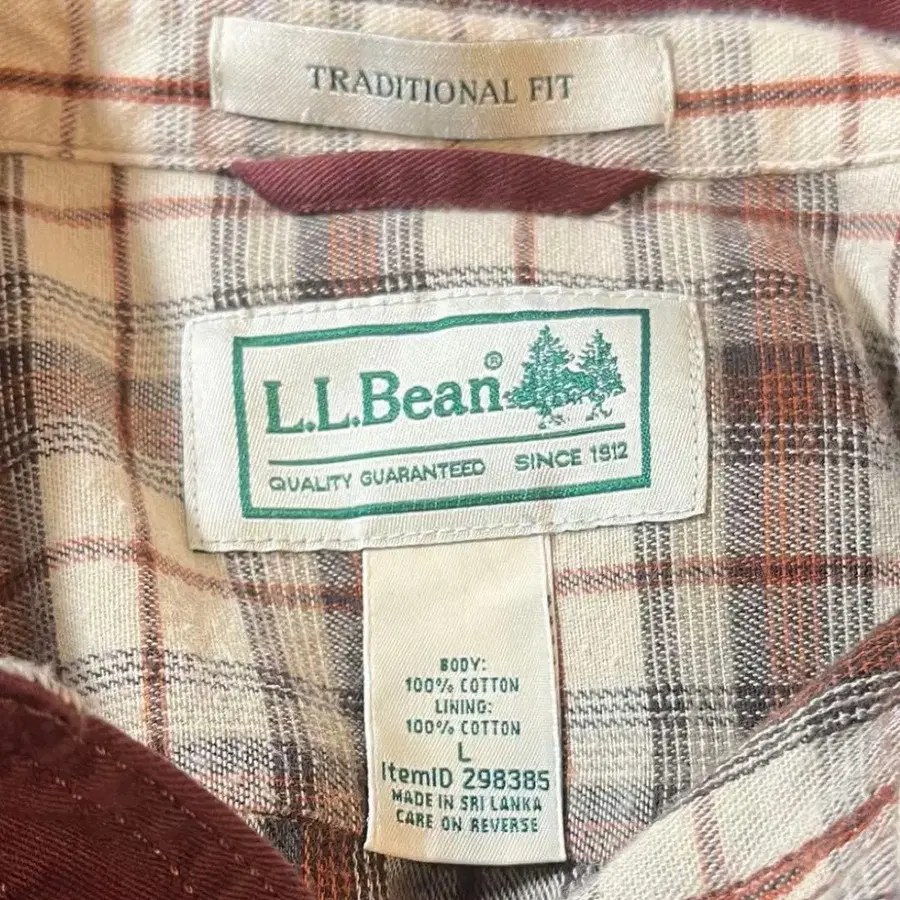 TRADITIONAL FIT
L.L.Bean®
QUALITY GUARANTEED SINCE 1912
BODY:
100% COTTON
LINING:
100% COTTON
L
ItemID 298385
MADE IN SRI LANKA
CARE ON REVERSE